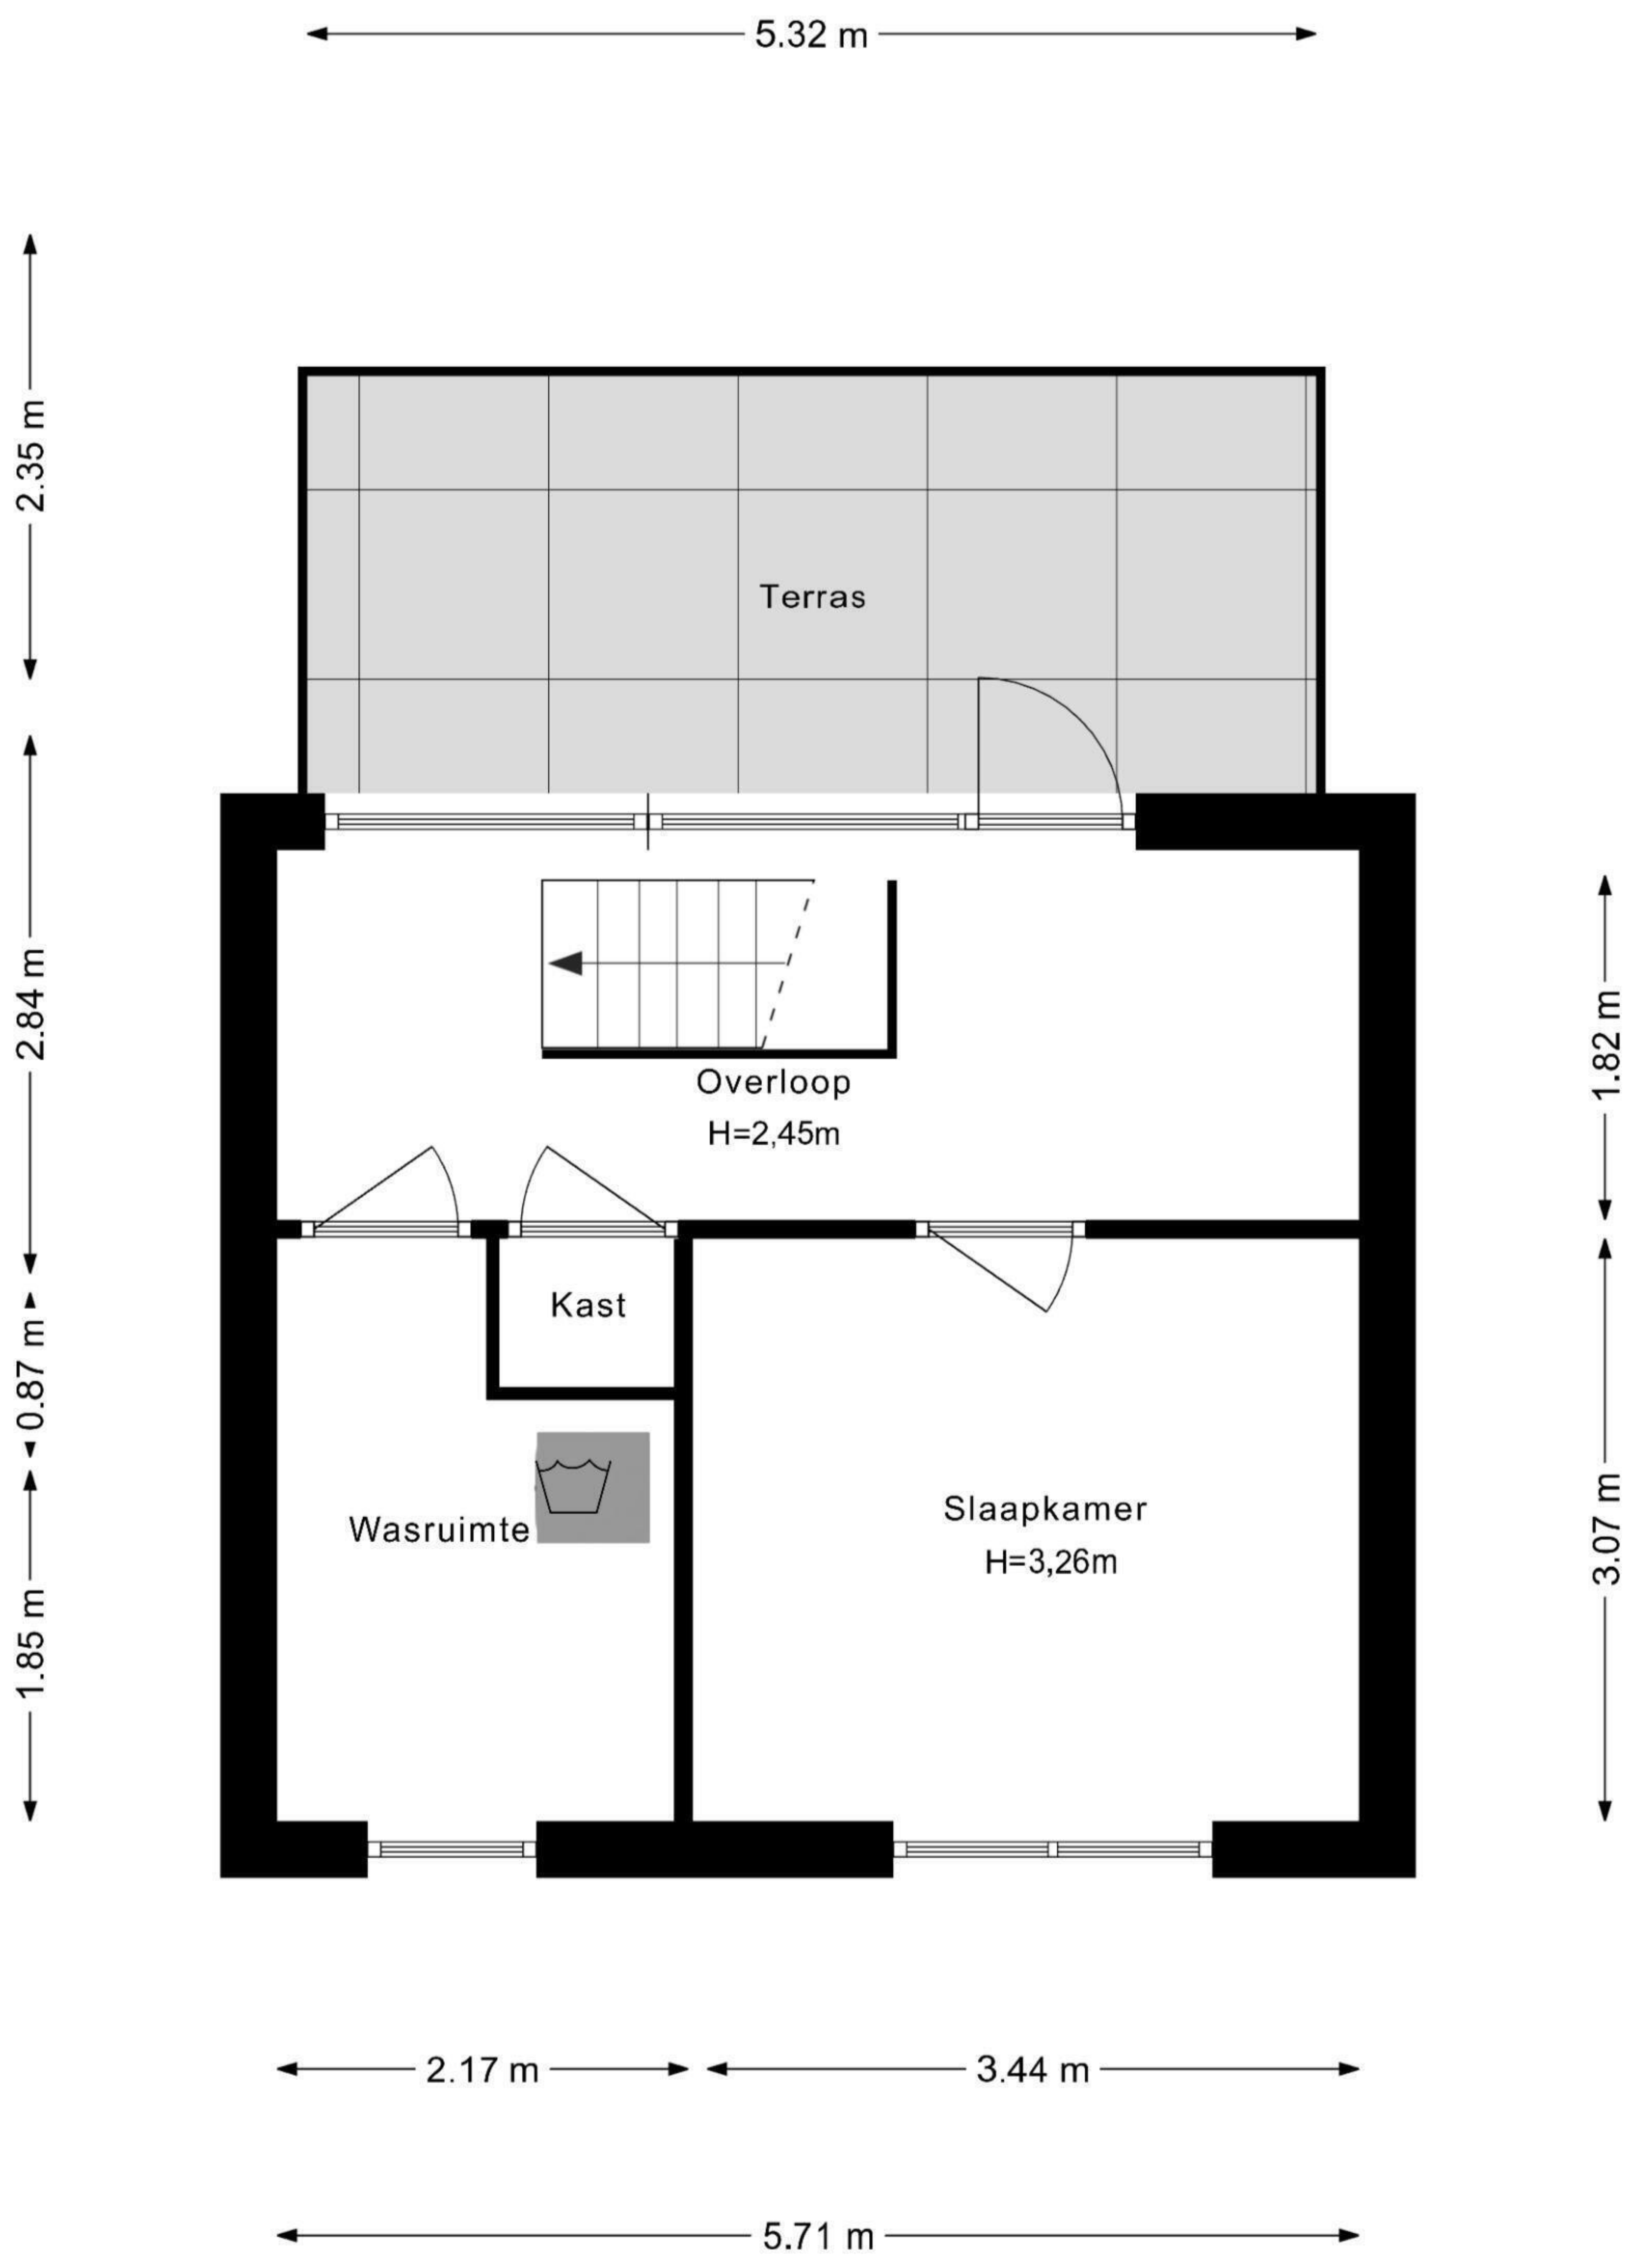 5.32 m
2.35 m
Terras
2.84 m
1.82 m
Overloop
H=2,45m
Kast
0.87 m
Slaapkamer
H=3,26m
Wasruimte
3.07 m
1.85 m
2.17 m
3.44 m
5.71 m